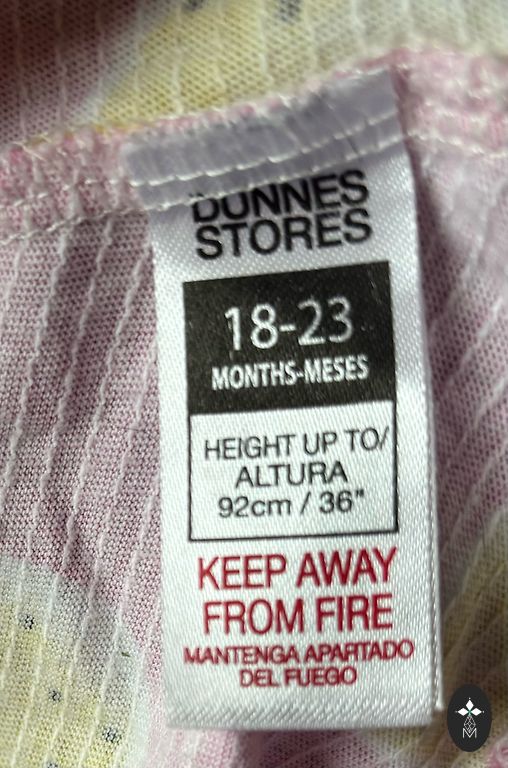 DUNNES
STORES
18-23
MONTHS-MESES
HEIGHT UP TO/
ALTURA
92cm / 36"
KEEP AWAY
FROM FIRE
MANTENGA APARTADO
DEL FUEGO
M